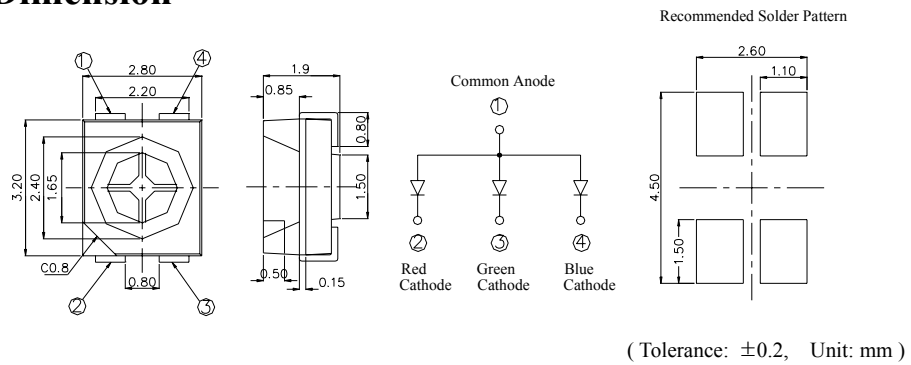 Dimension
Recommended Solder Pattern
① ④
2.80
2.20
3.20
2.40
1.65
C0.8
0.80
② ③
1.9
0.85
0.80
1.50
0.50
0.15
Common Anode
①
② ③ ④
Red Cathode
Green Cathode
Blue Cathode
2.60
1.10
4.50
1.50
( Tolerance: ±0.2, Unit: mm )